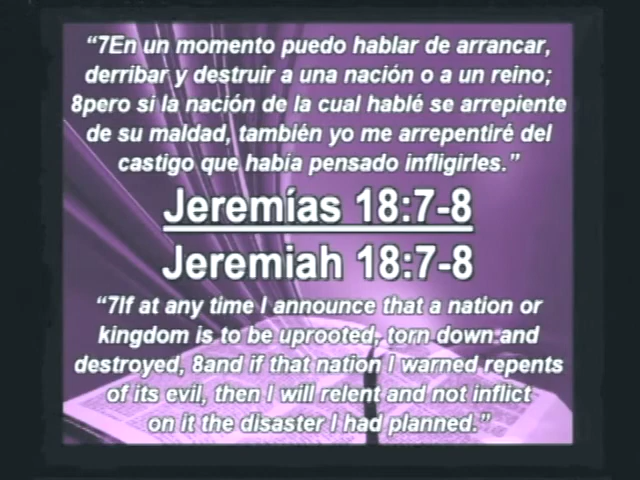 “7En un momento puedo hablar de arrancar,
derribar y destruir a una nación o a un reino;
8pero si la nación de la cual hablé se arrepiente
de su maldad, también yo me arrepentiré del
castigo que había pensado infligirles.”
Jeremías 18:7-8
Jeremiah 18:7-8
“7If at any time I announce that a nation or
kingdom is to be uprooted, torn down and
destroyed, 8and if that nation I warned repents
of its evil, then I will relent and not inflict
on it the disaster I had planned.”